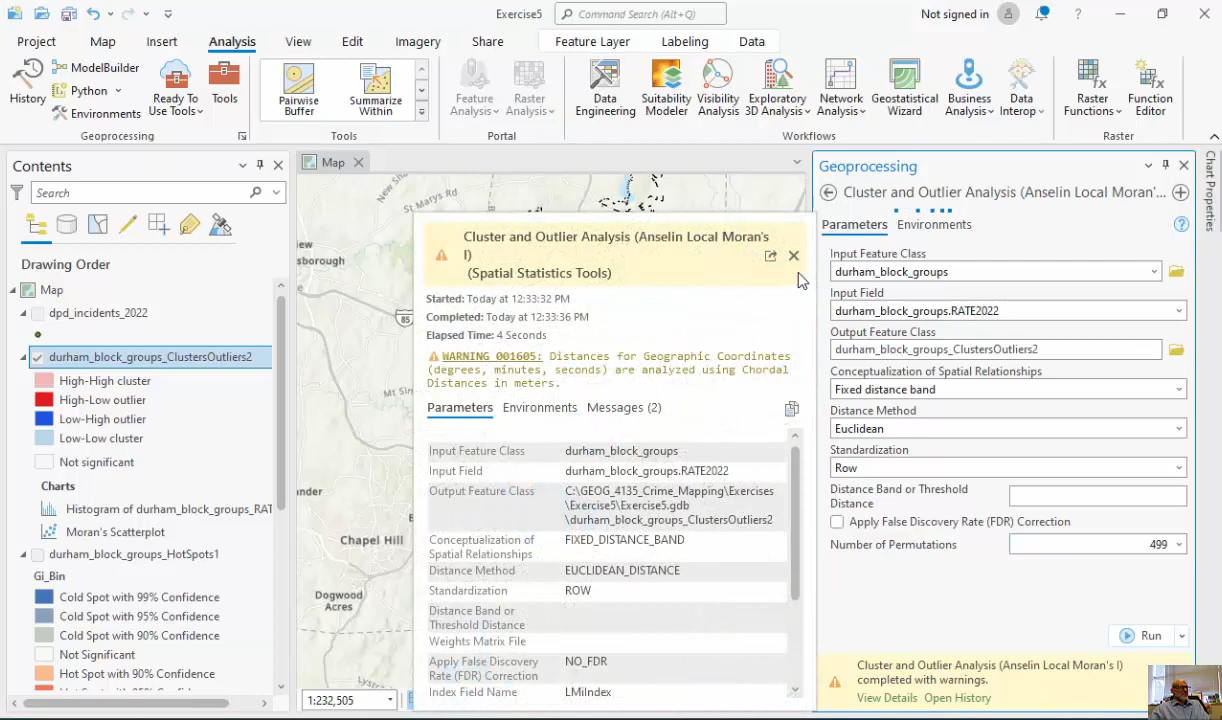 Exercise5
Command Search (Alt+Q)
Not signed in
Project
Map
Insert
Analysis
View
Edit
Imagery
Share
Feature Layer
Labeling
Data
History
ModelBuilder
Python
Environments
Ready To
Use Tools
Tools
Geoprocessing
Pairwise
Buffer
Summarize
Within
Tools
Feature
Analysis
Raster
Analysis
Portal
Data
Engineering
Suitability
Modeler
Visibility
Analysis
Exploratory
3D Analysis
Network
Analysis
Geostatistical
Wizard
Business
Analysis
Data
Interop
Workflows
Raster
Functions
Function
Editor
Raster
Contents
Search
Drawing Order
Map
dpd_incidents_2022
durham_block_groups_ClustersOutliers2
High-High cluster
High-Low outlier
Low-High outlier
Low-Low cluster
Not significant
Charts
Histogram of durham_block_groups_RAT
Moran's Scatterplot
durham_block_groups_HotSpots1
Gi_Bin
Cold Spot with 99% Confidence
Cold Spot with 95% Confidence
Cold Spot with 90% Confidence
Not Significant
Hot Spot with 90% Confidence
Map
St Marys Rd
85
Chapel Hill
Dogwood
Acres
1:232,505
Cluster and Outlier Analysis (Anselin Local Moran's
I)
(Spatial Statistics Tools)
Started: Today at 12:33:32 PM
Completed: Today at 12:33:36 PM
Elapsed Time: 4 Seconds
WARNING 001605: Distances for Geographic Coordinates
(degrees, minutes, seconds) are analyzed using Chordal
Distances in meters.
Parameters
Environments
Messages (2)
Input Feature Class durham_block_groups
Input Field durham_block_groups.RATE2022
Output Feature Class C:\GEOG_4135_Crime_Mapping\Exercises
\Exercise5\Exercise5.gdb
\durham_block_groups_ClustersOutliers2
Conceptualization of FIXED_DISTANCE_BAND
Spatial Relationships
Distance Method EUCLIDEAN_DISTANCE
Standardization ROW
Distance Band or
Threshold Distance
Weights Matrix File
Apply False Discovery NO_FDR
Rate (FDR) Correction
Index Field Name LMiIndex
Geoprocessing
Cluster and Outlier Analysis (Anselin Local Moran'...
Parameters
Environments
Input Feature Class
durham_block_groups
Input Field
durham_block_groups.RATE2022
Output Feature Class
durham_block_groups_ClustersOutliers2
Conceptualization of Spatial Relationships
Fixed distance band
Distance Method
Euclidean
Standardization
Row
Distance Band or Threshold
Distance
Apply False Discovery Rate (FDR) Correction
Number of Permutations 499
Run
Cluster and Outlier Analysis (Anselin Local Moran's I)
completed with warnings.
View Details Open History
Chart Properties